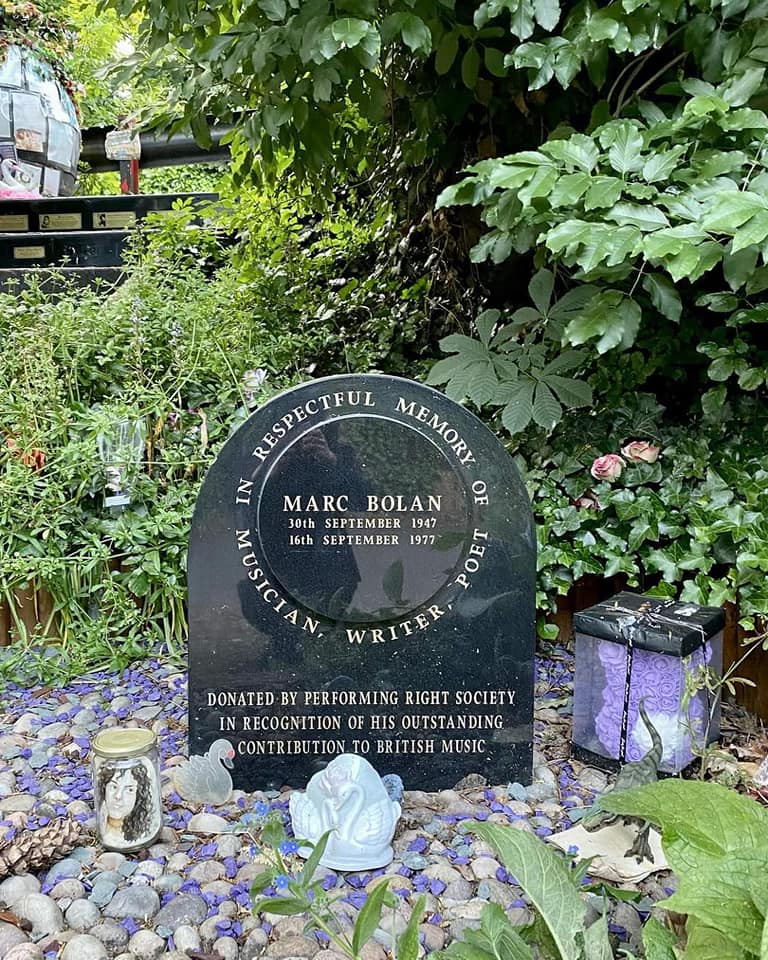 IN RESPECTFUL MEMORY OF
MARC BOLAN
30th SEPTEMBER 1947
16th SEPTEMBER 1977
MUSICIAN, WRITER, POET
DONATED BY PERFORMING RIGHT SOCIETY
IN RECOGNITION OF HIS OUTSTANDING
CONTRIBUTION TO BRITISH MUSIC